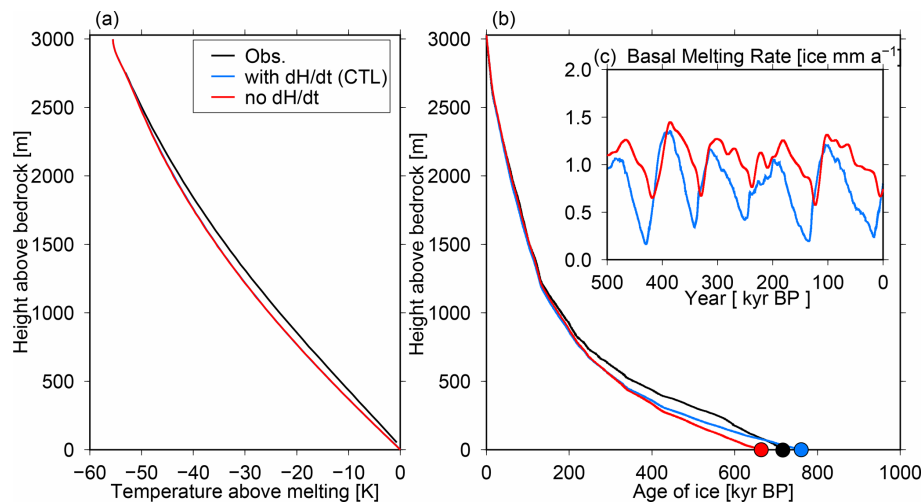 (a)
(b)
3000
2500
2000
1500
1000
500
0
Height above bedrock [m]
Obs.
with dH/dt (CTL)
no dH/dt
−60 −50 −40 −30 −20 −10 0
Temperature above melting [K]
3000
2500
2000
1500
1000
500
0
Height above bedrock [m]
(c) Basal Melting Rate [ice mm a⁻¹]
2.0
1.5
1.0
0.5
0.0
500 400 300 200 100 0
Year [ kyr BP]
0 200 400 600 800 1000
Age of ice [kyr BP]